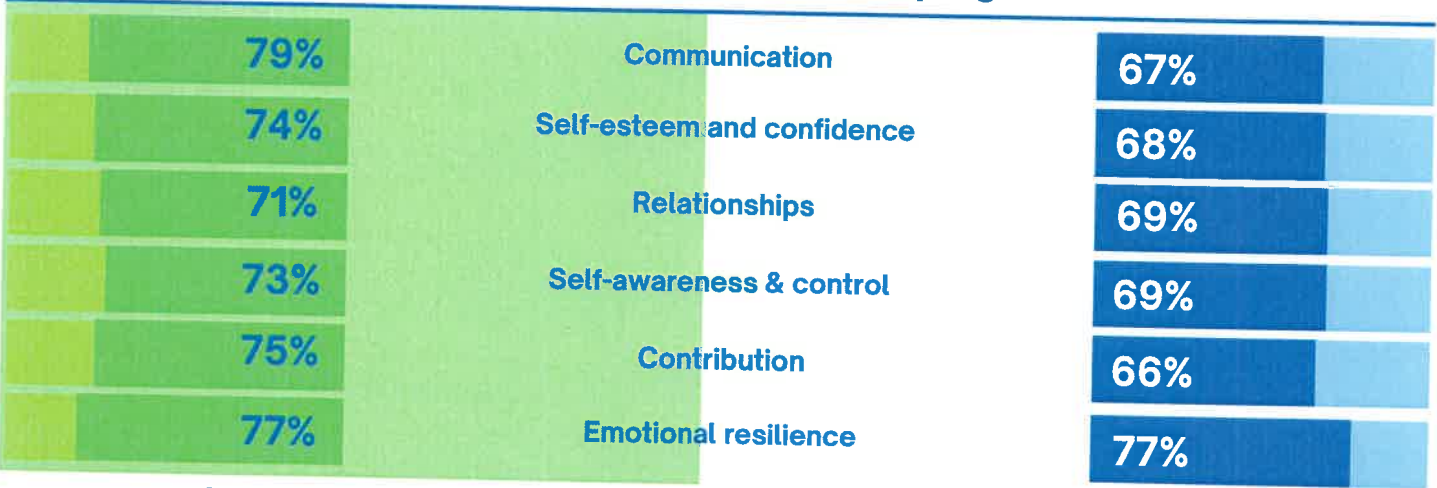 79% Communication 67%
74% Self-esteem and confidence 68%
71% Relationships 69%
73% Self-awareness & control 69%
75% Contribution 66%
77% Emotional resilience 77%